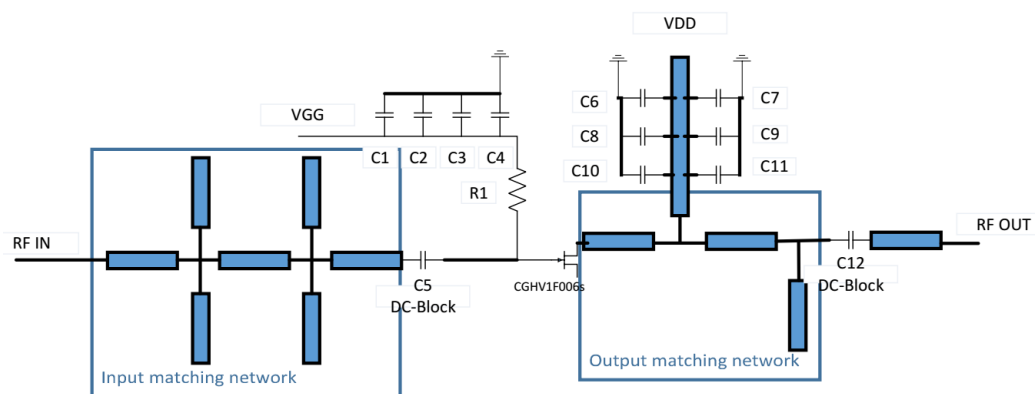 VDD
C6
C7
VGG
C8
C9
C1
C2
C3
C4
C10
C11
R1
RF IN
RF OUT
C5
DC-Block
CGHV1F006s
C12
DC-Block
Output matching network
Input matching network